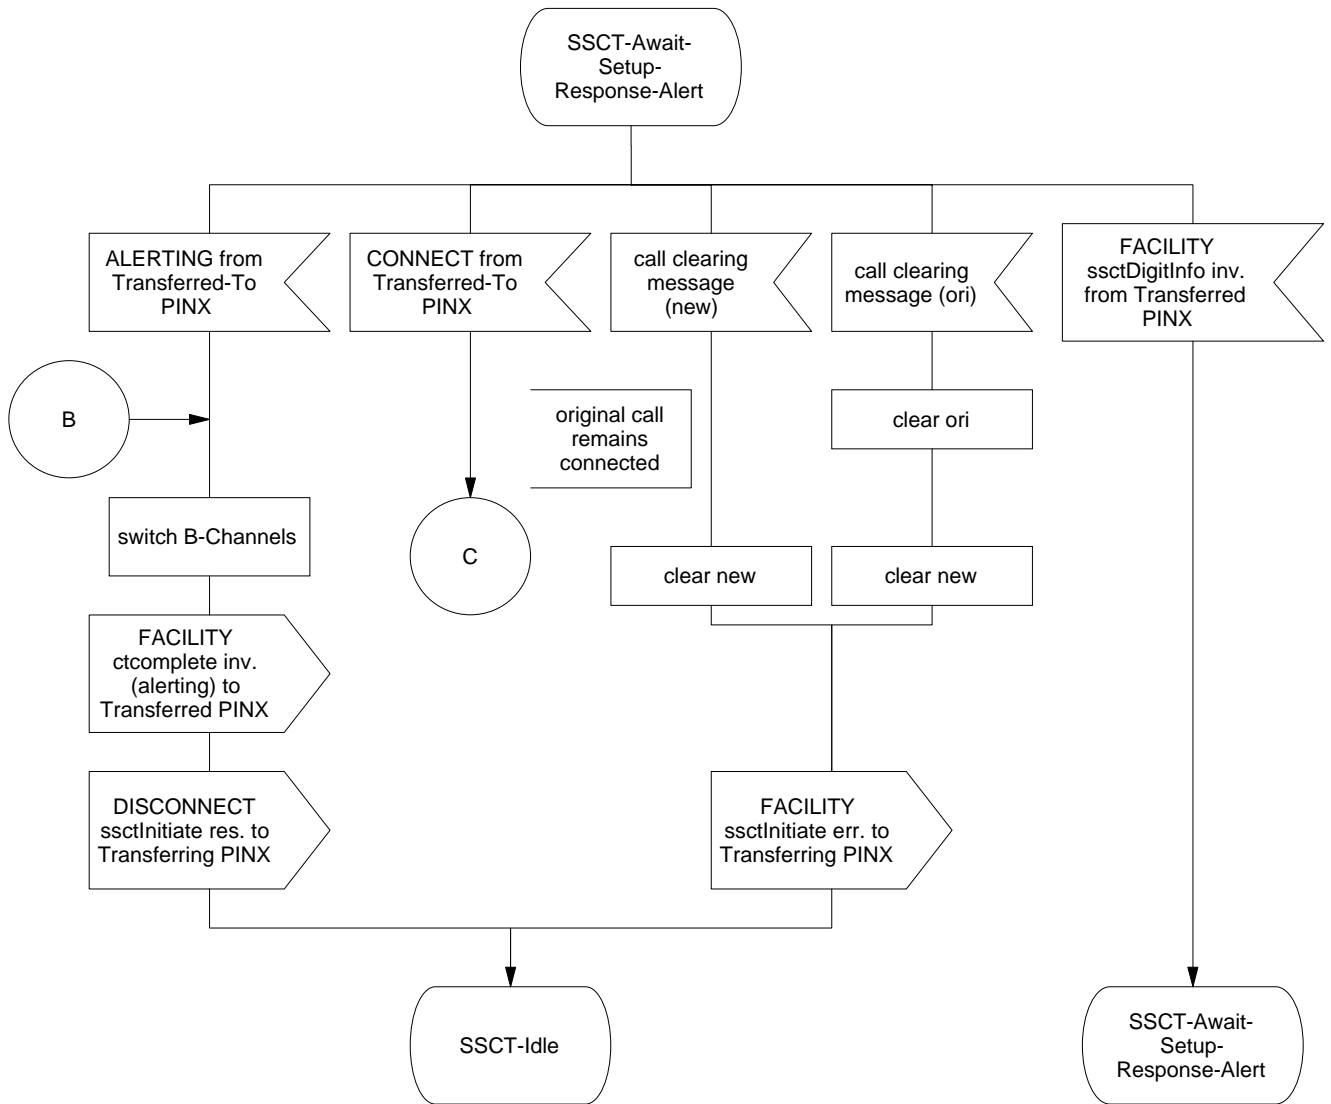 SSCT-Await-
Setup-
Response-Alert
ALERTING from
Transferred-To
PINX
CONNECT from
Transferred-To
PINX
call clearing
message
(new)
call clearing
message (ori)
FACILITY
ssctDigitInfo inv.
from Transferred
PINX
B
original call
remains
connected
clear ori
switch B-Channels
C
clear new
clear new
FACILITY
ctcomplete inv.
(alerting) to
Transferred PINX
DISCONNECT
ssctInitiate res. to
Transferring PINX
FACILITY
ssctInitiate err. to
Transferring PINX
SSCT-Idle
SSCT-Await-
Setup-
Response-Alert